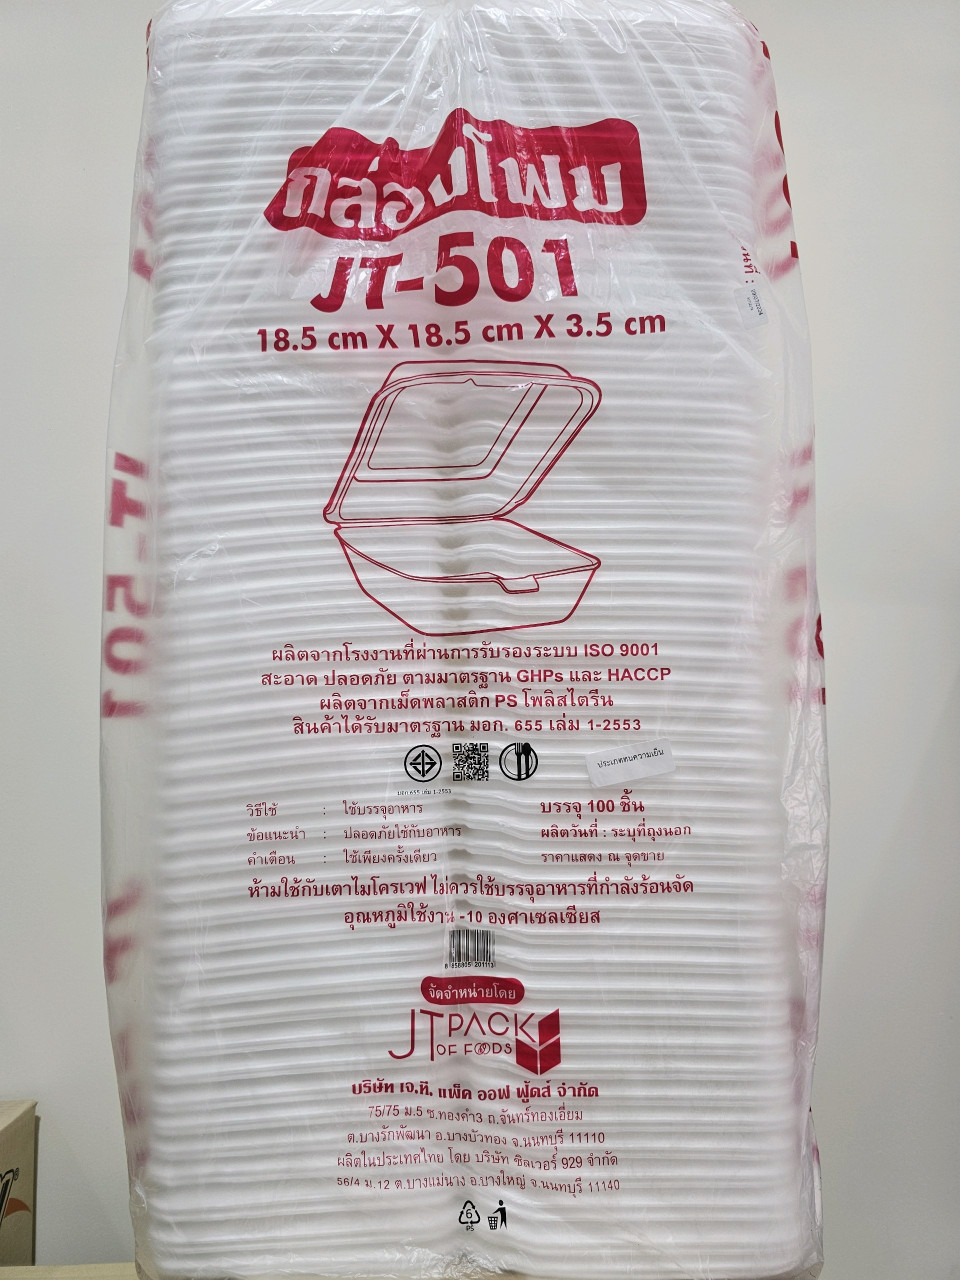 กล่องโฟม
JT-501
18.5 cm X 18.5 cm X 3.5 cm
ผลิตจากโรงงานที่ผ่านการรับรองระบบ ISO 9001
สะอาด ปลอดภัย ตามมาตรฐาน GHPs และ HACCP
ผลิตจากเม็ดพลาสติก PS โพลิสไตรีน
สินค้าได้รับมาตรฐาน มอก. 655 เล่ม 1-2553
มอก.655 เล่ม 1-2553
ประเภททนความเย็น
วิธีใช้ : ใช้บรรจุอาหาร
ข้อแนะนำ : ปลอดภัยใช้กับอาหาร
คำเตือน : ใช้เพียงครั้งเดียว
บรรจุ 100 ชิ้น
ผลิตวันที่ : ระบุที่ถุงนอก
ราคาแสดง ณ จุดขาย
ห้ามใช้กับเตาไมโครเวฟ ไม่ควรใช้บรรจุอาหารที่กำลังร้อนจัด
อุณหภูมิใช้งาน -10 องศาเซลเซียส
8 858805 201113
จัดจำหน่ายโดย
JT PACK
OF FOODS
บริษัท เจ.ที. แพ็ค ออฟ ฟู้ดส์ จำกัด
75/75 ม.5 ซ.ทองคำ3 ถ.จันทร์ทองเอี่ยม
ต.บางรักพัฒนา อ.บางบัวทอง จ.นนทบุรี 11110
ผลิตในประเทศไทย โดย บริษัท ซิลเวอร์ 929 จำกัด
56/4 ม.12 ต.บางแม่นาง อ.บางใหญ่ จ.นนทบุรี 11140
6
PS
JT-501